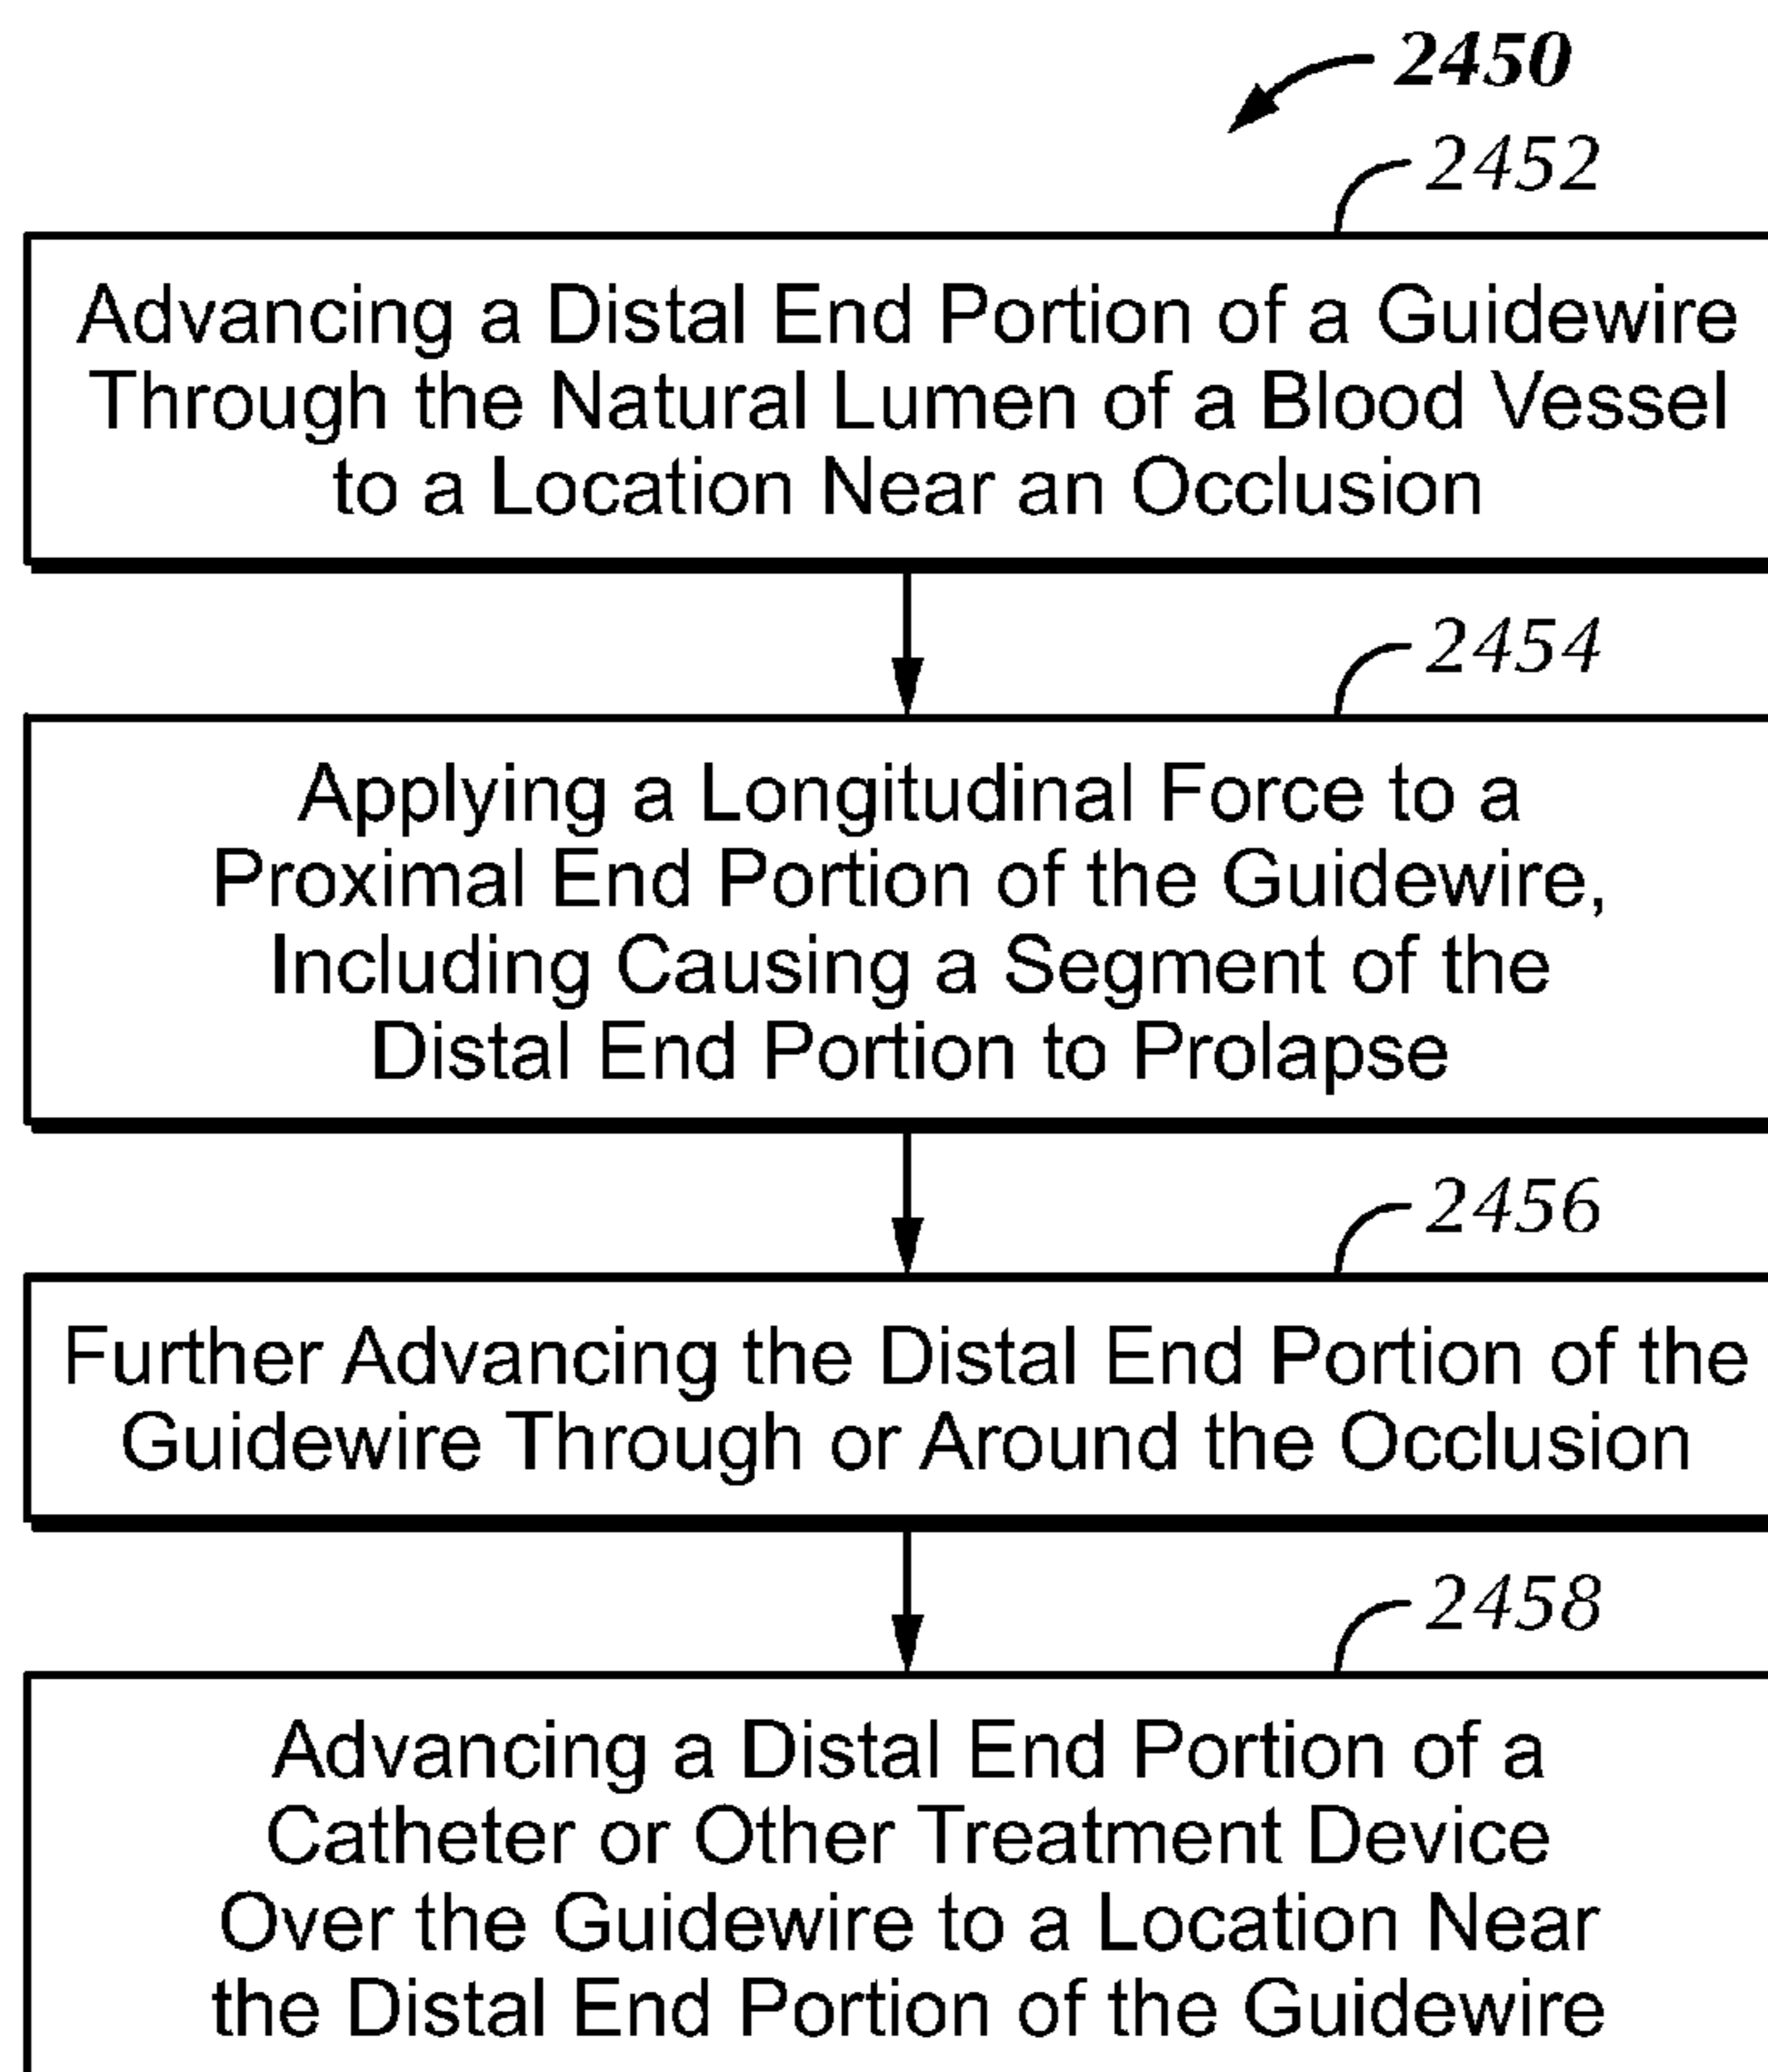 2450
2452
Advancing a Distal End Portion of a Guidewire
Through the Natural Lumen of a Blood Vessel
to a Location Near an Occlusion
2454
Applying a Longitudinal Force to a
Proximal End Portion of the Guidewire,
Including Causing a Segment of the
Distal End Portion to Prolapse
2456
Further Advancing the Distal End Portion of the
Guidewire Through or Around the Occlusion
2458
Advancing a Distal End Portion of a
Catheter or Other Treatment Device
Over the Guidewire to a Location Near
the Distal End Portion of the Guidewire